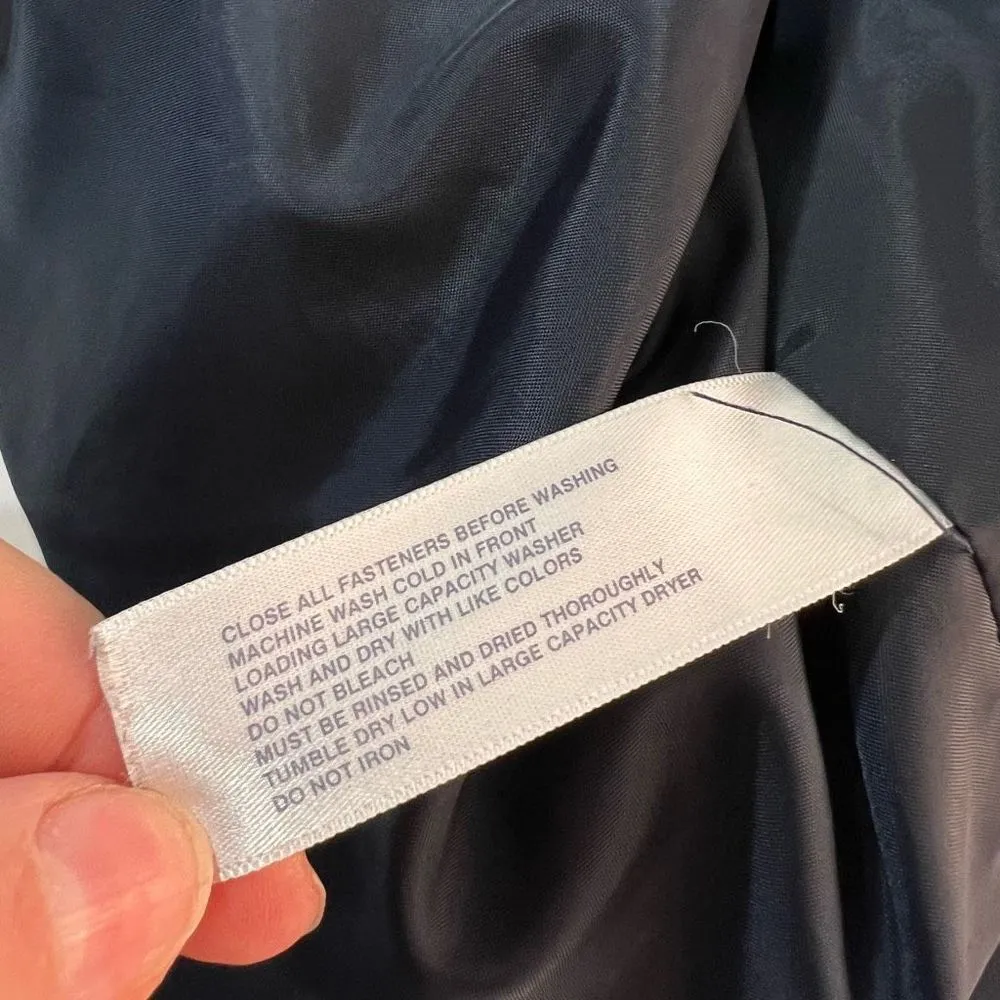 CLOSE ALL FASTENERS BEFORE WASHING
MACHINE WASH COLD IN FRONT
LOADING LARGE CAPACITY WASHER
WASH AND DRY WITH LIKE COLORS
DO NOT BLEACH
MUST BE RINSED AND DRIED THOROUGHLY
TUMBLE DRY LOW IN LARGE CAPACITY DRYER
DO NOT IRON